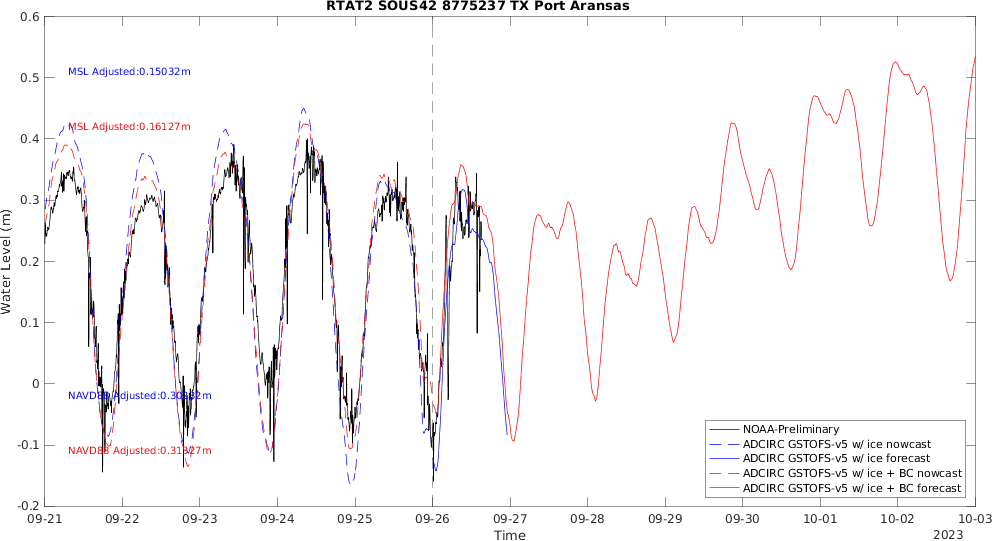 RTAT2 SOUS42 8775237 TX Port Aransas
Water Level (m)
0.6
0.5
0.4
0.3
0.2
0.1
0
-0.1
-0.2
MSL Adjusted:0.15032m
MSL Adjusted:0.16127m
NAVD88 Adjusted:
NAVD88 Adjusted:
NOAA-Preliminary
ADCIRC GSTOFS-v5 w/ ice nowcast
ADCIRC GSTOFS-v5 w/ ice forecast
ADCIRC GSTOFS-v5 w/ ice + BC nowcast
ADCIRC GSTOFS-v5 w/ ice + BC forecast
09-21 09-22 09-23 09-24 09-25 09-26 09-27 09-28 09-29 09-30 10-01 10-02 10-03
Time
2023